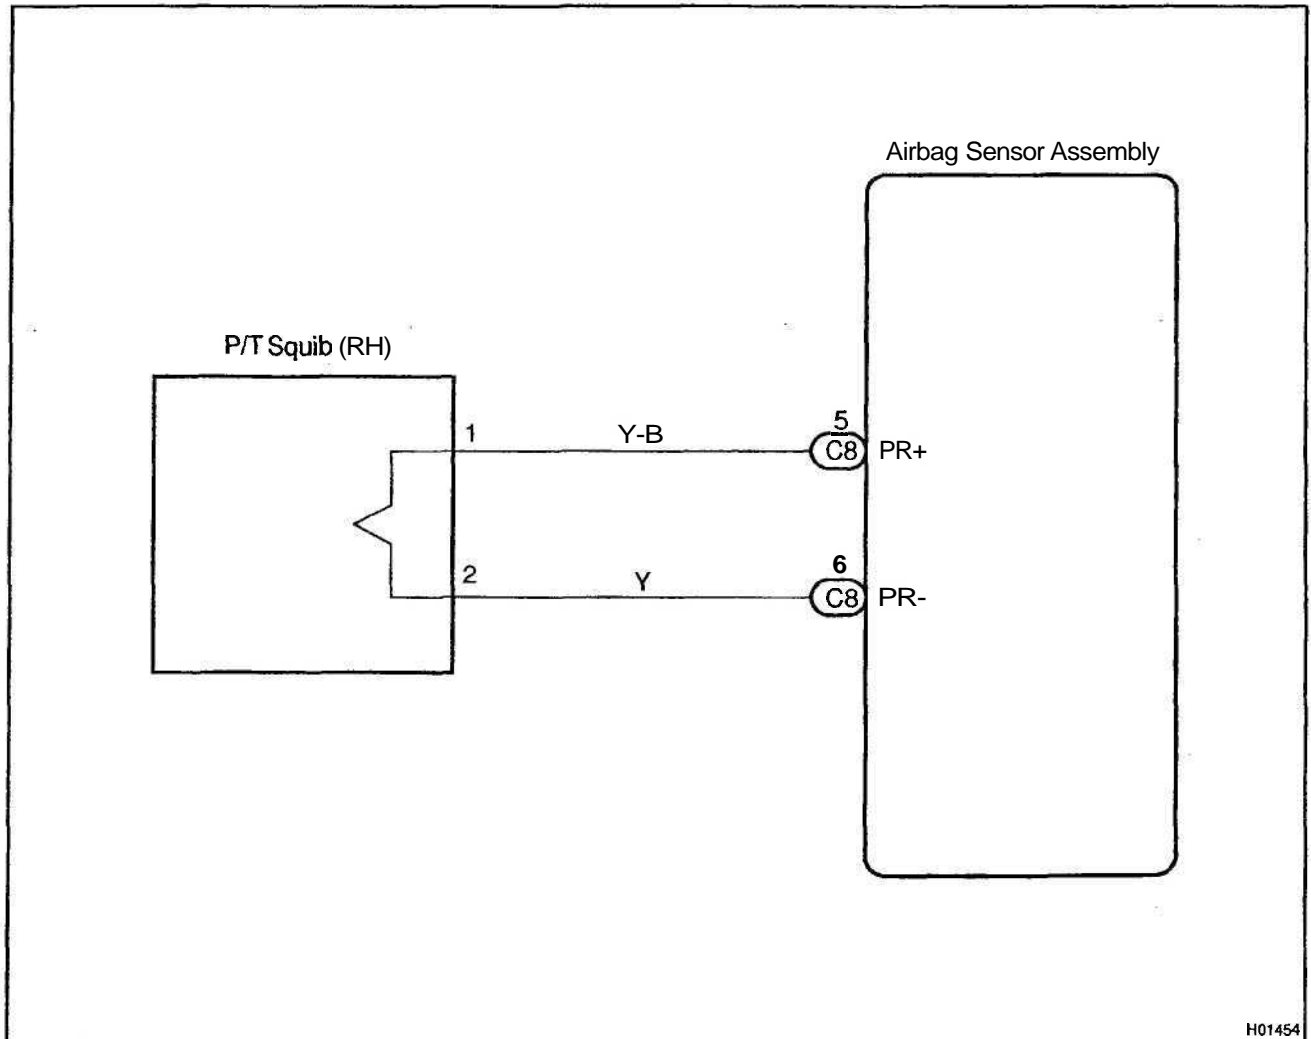 Airbag Sensor Assembly
P/T Squib (RH)
1
Y-B
5
C8
PR+
2
Y
6
C8
PR-
H01454